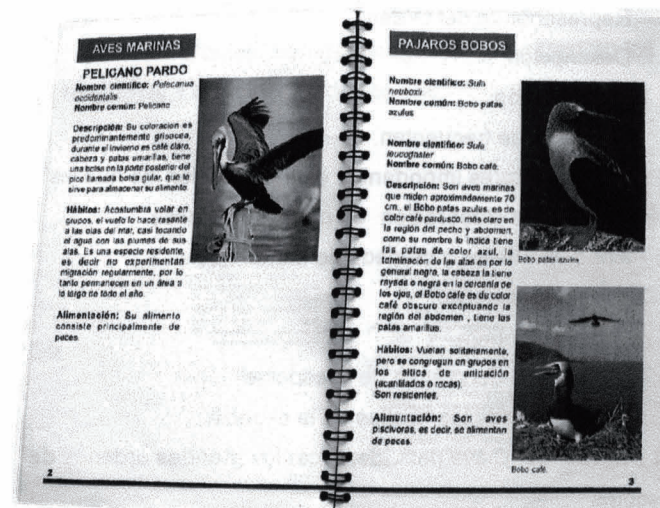 AVES MARINAS
PELICANO PARDO
Nombre científico: Pelecanus
occidentalis
Nombre común: Pelicano
Descripción: Su coloración es
predominantemente grisacea,
durante el invierno es café claro,
cabeza y patas amarillas, tiene
una bolsa en la parte posterior del
pico llamada bolsa gular, que le
sirve para almacenar su alimento.
Hábitos: Acostumbra volar en
grupos, el vuelo lo hace rasante
a las olas del mar, casi tocando
el agua con las plumas de sus
alas. Es una especie residente,
es decir no experimentan
migración regularmente, por lo
tanto permanecen en un área a
lo largo de todo el año.
Alimentación: Su alimento
consiste principalmente de
peces.
2
PAJAROS BOBOS
Nombre científico: Sula
neuboxii
Nombre común: Bobo patas
azules
Nombre científico: Sula
leucoghater
Nombre común: Bobo café.
Descripción: Son aves marinas
que miden aproximadamente 70
cm, el Bobo patas azules, es de
color café pardusco, más claro en
la región del pecho y abdomen,
como su nombre lo indica tiene
las patas de color azul, la
terminación de las alas es por lo
general negra, la cabeza la tiene
rayada o negra en la cercanía de
los ojos, el Bobo café es de color
café obscuro exceptuando la
región del abdomen , tiene las
patas amarillas.
Hábitos: Vuelan solitariamente,
pero se congregan en grupos en
los sitios de anidación
(acantilados o rocas).
Son residentes.
Alimentación: Son aves
piscivoras, es decir, se alimentan
de peces.
Bobo patas azules
Bobo café.
3